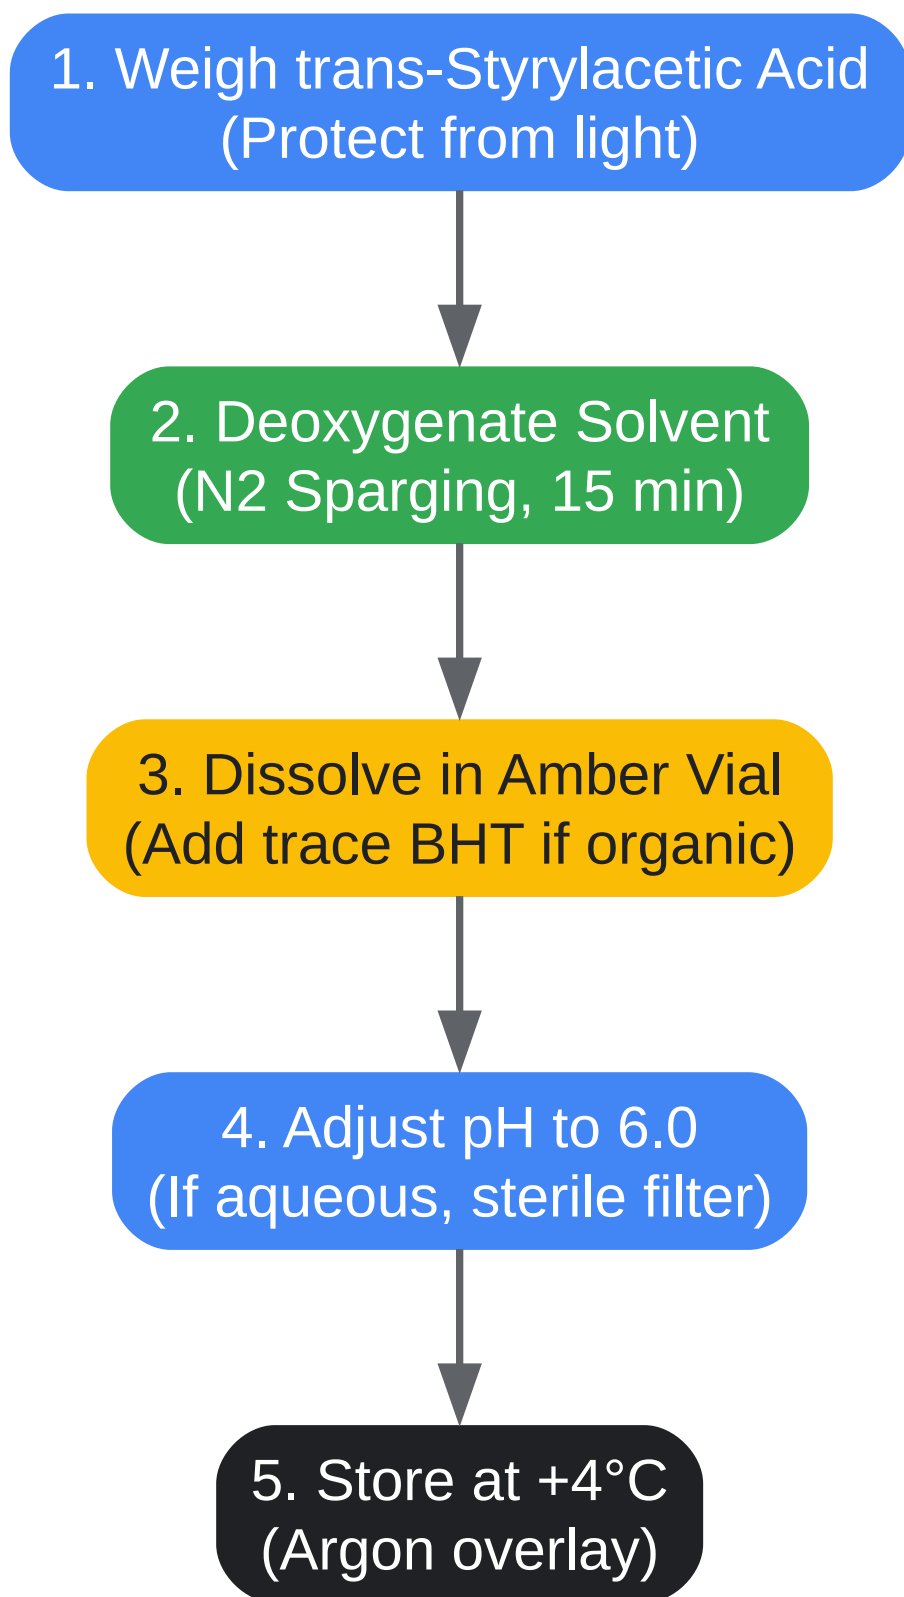 1. Weigh trans-Styrylacetic Acid
(Protect from light)
2. Deoxygenate Solvent
(N2 Sparging, 15 min)
3. Dissolve in Amber Vial
(Add trace BHT if organic)
4. Adjust pH to 6.0
(If aqueous, sterile filter)
5. Store at +4°C
(Argon overlay)